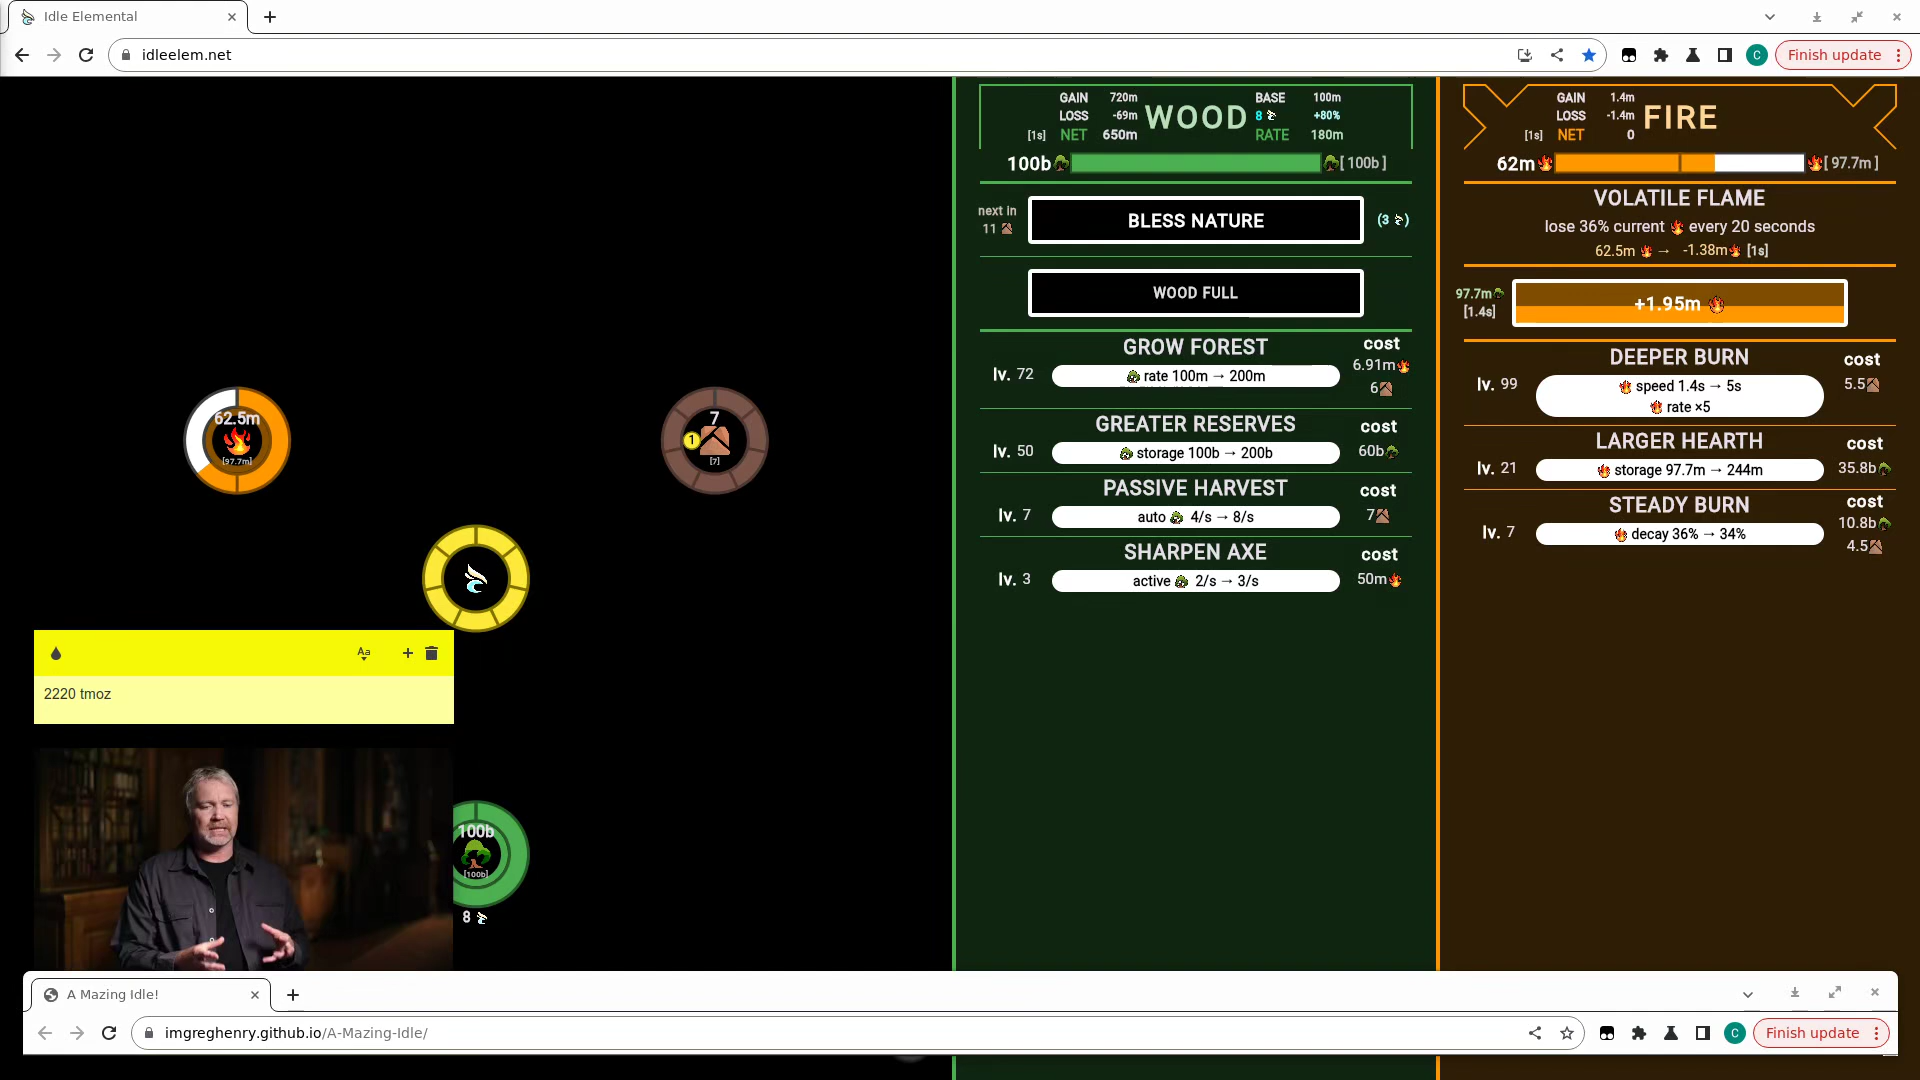 Idle Elemental
idleelem.net
Finish update
62.5m
[97.7m]
7
1
[7]
2220 tmoz
Aa
100b
[100b]
8
GAIN 720m
LOSS -69m
[1s] NET 650m
WOOD
BASE 100m
8 +80%
RATE 180m
100b [ 100b ]
next in
11
BLESS NATURE
(3 )
WOOD FULL
GROW FOREST
lv. 72
rate 100m → 200m
cost
6.91m
6
GREATER RESERVES
lv. 50
storage 100b → 200b
cost
60b
PASSIVE HARVEST
lv. 7
auto 4/s → 8/s
cost
7
SHARPEN AXE
lv. 3
active 2/s → 3/s
cost
50m
GAIN 1.4m
LOSS -1.4m
[1s] NET 0
FIRE
62m [ 97.7m ]
VOLATILE FLAME
lose 36% current every 20 seconds
62.5m → -1.38m [1s]
97.7m
[1.4s]
+1.95m
DEEPER BURN
lv. 99
speed 1.4s → 5s
rate ×5
cost
5.5
LARGER HEARTH
lv. 21
storage 97.7m → 244m
cost
35.8b
STEADY BURN
lv. 7
decay 36% → 34%
cost
10.8b
4.5
A Mazing Idle!
imgreghenry.github.io/A-Mazing-Idle/
C
Finish update